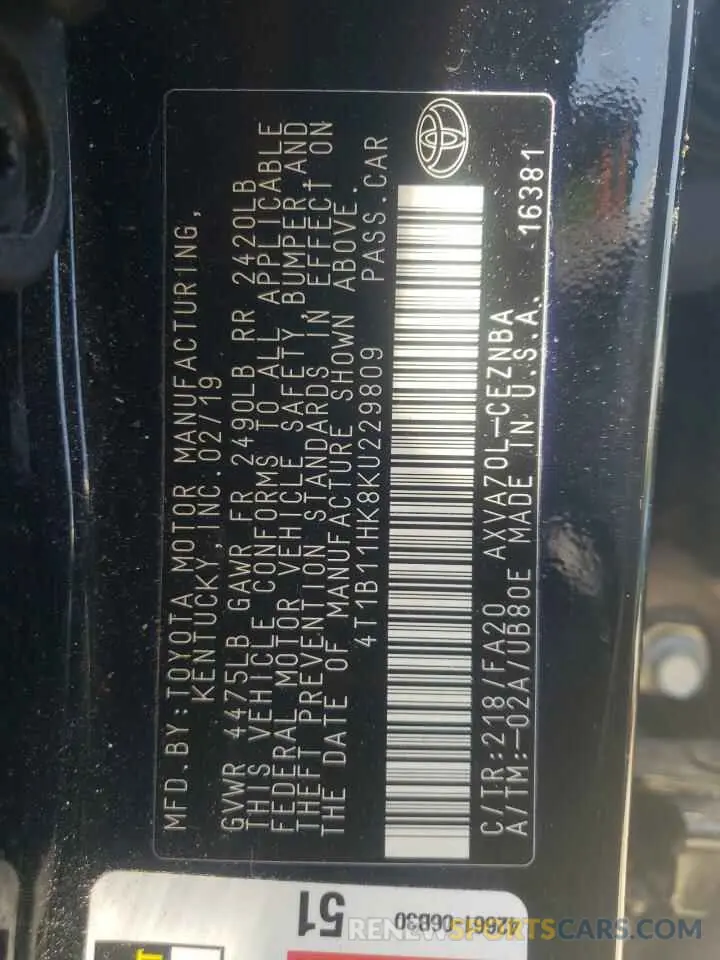 MFD.BY:TOYOTA MOTOR MANUFACTURING,
KENTUCKY,INC.02/19
GVWR 4475LB GAWR FR 2490LB RR 2420LB
THIS VEHICLE CONFORMS TO ALL APPLICABLE
FEDERAL MOTOR VEHICLE SAFETY, BUMPER, AND
THEFT PREVENTION STANDARDS IN EFFECT ON
THE DATE OF MANUFACTURE SHOWN ABOVE.
4T1B11HK8KU229809 PASS.CAR
C/TR:218/FA20 AXVA70L-CEZNBA
A/TM:-02A/UB80E MADE IN U.S.A. 16381
51
42661-06B30
RENEWSPORTSCARS.COM